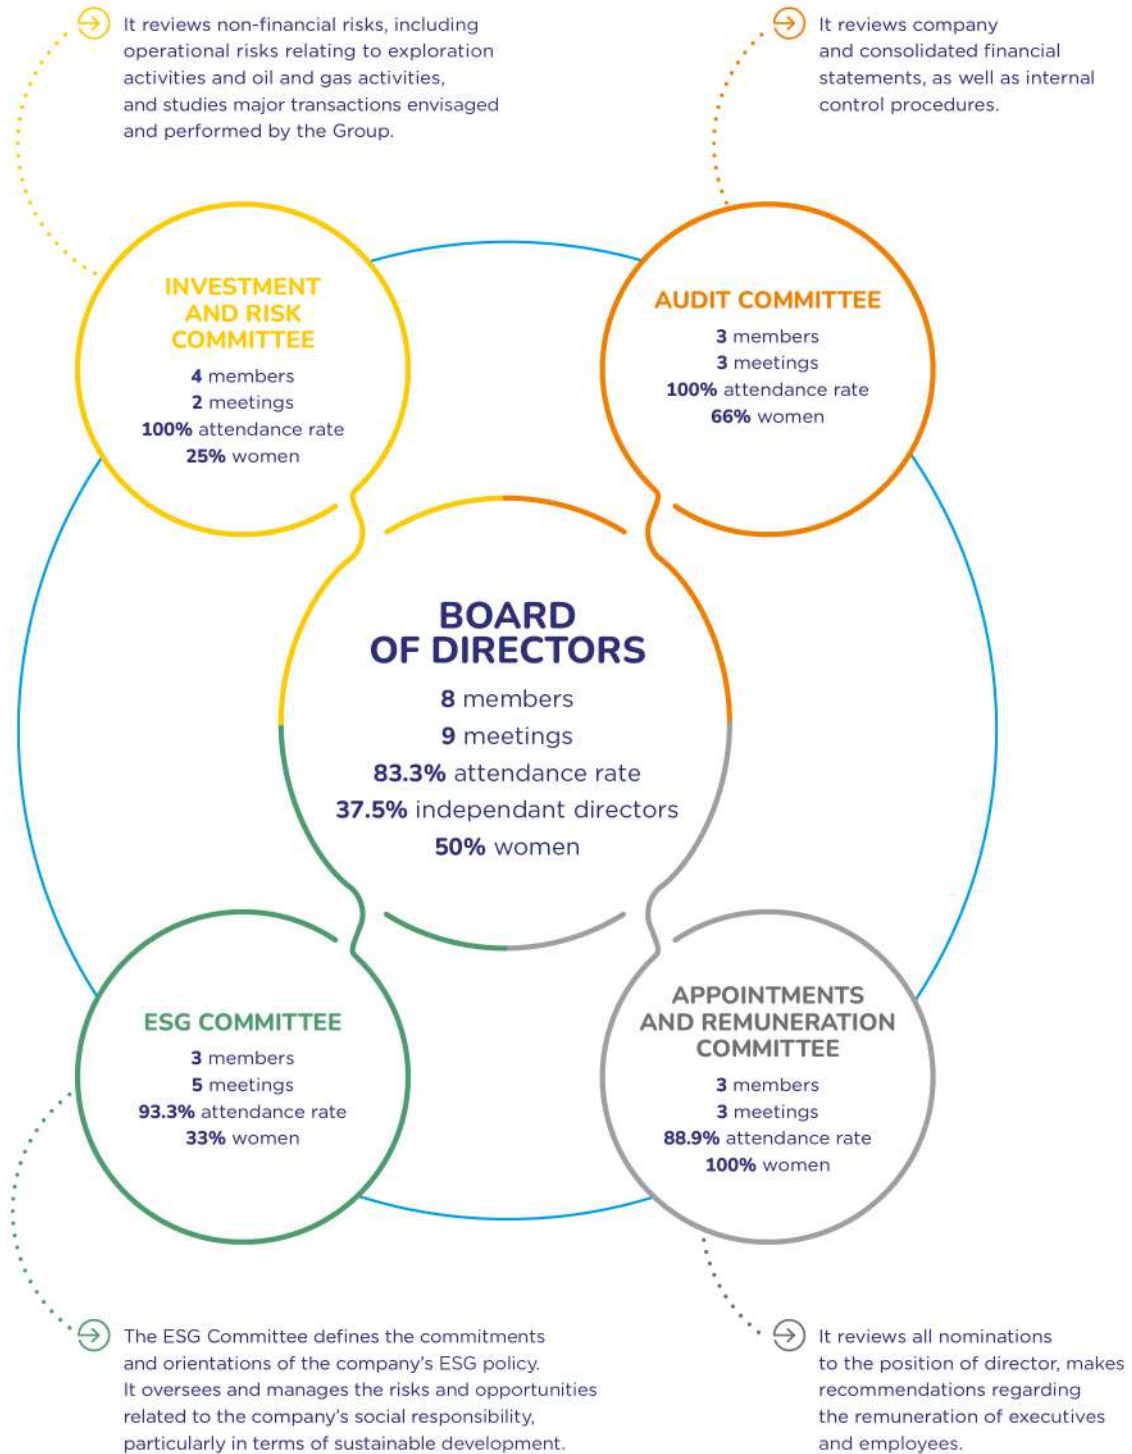 It reviews non-financial risks, including
operational risks relating to exploration
activities and oil and gas activities,
and studies major transactions envisaged
and performed by the Group.
It reviews company
and consolidated financial
statements, as well as internal
control procedures.
INVESTMENT
AND RISK
COMMITTEE
4 members
2 meetings
100% attendance rate
25% women
AUDIT COMMITTEE
3 members
3 meetings
100% attendance rate
66% women
BOARD
OF DIRECTORS
8 members
9 meetings
83.3% attendance rate
37.5% independant directors
50% women
ESG COMMITTEE
3 members
5 meetings
93.3% attendance rate
33% women
APPOINTMENTS
AND REMUNERATION
COMMITTEE
3 members
3 meetings
88.9% attendance rate
100% women
The ESG Committee defines the commitments
and orientations of the company's ESG policy.
It oversees and manages the risks and opportunities
related to the company's social responsibility,
particularly in terms of sustainable development.
It reviews all nominations
to the position of director, makes
recommendations regarding
the remuneration of executives
and employees.